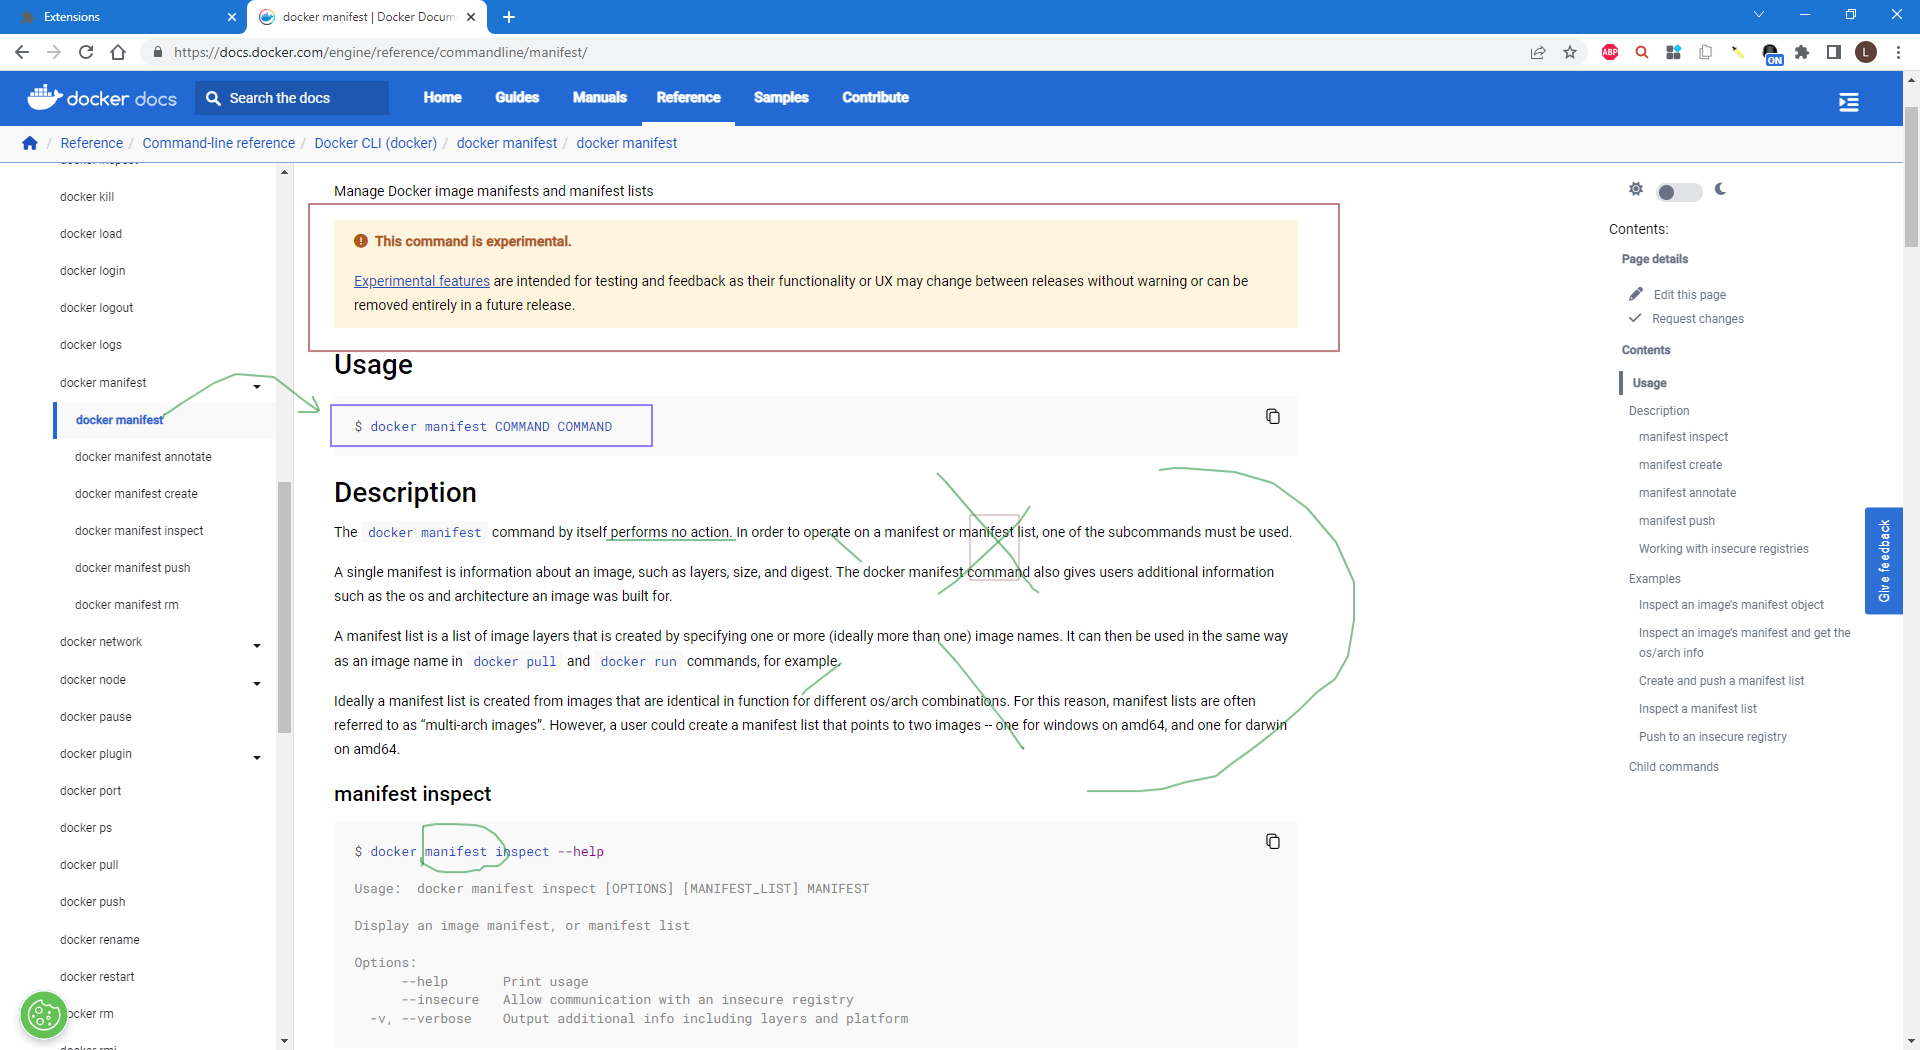 Extensions
docker manifest | Docker Docum
https://docs.docker.com/engine/reference/commandline/manifest/
ABP
ON
L
docker docs
Search the docs
Home
Guides
Manuals
Reference
Samples
Contribute
/ Reference / Command-line reference / Docker CLI (docker) / docker manifest / docker manifest
docker inspect
docker kill
docker load
docker login
docker logout
docker logs
docker manifest
docker manifest
docker manifest annotate
docker manifest create
docker manifest inspect
docker manifest push
docker manifest rm
docker network
docker node
docker pause
docker plugin
docker port
docker ps
docker pull
docker push
docker rename
docker restart
ocker rm
docker rmi
Manage Docker image manifests and manifest lists
This command is experimental.
Experimental features are intended for testing and feedback as their functionality or UX may change between releases without warning or can be
removed entirely in a future release.
Usage
$ docker manifest COMMAND COMMAND
Description
The docker manifest command by itself performs no action. In order to operate on a manifest or manifest list, one of the subcommands must be used.
A single manifest is information about an image, such as layers, size, and digest. The docker manifest command also gives users additional information
such as the os and architecture an image was built for.
A manifest list is a list of image layers that is created by specifying one or more (ideally more than one) image names. It can then be used in the same way
as an image name in docker pull and docker run commands, for example.
Ideally a manifest list is created from images that are identical in function for different os/arch combinations. For this reason, manifest lists are often
referred to as “multi-arch images”. However, a user could create a manifest list that points to two images -- one for windows on amd64, and one for darwin
on amd64.
manifest inspect
$ docker manifest inspect --help
Usage:  docker manifest inspect [OPTIONS] [MANIFEST_LIST] MANIFEST
Display an image manifest, or manifest list
Options:
--help       Print usage
--insecure   Allow communication with an insecure registry
-v, --verbose    Output additional info including layers and platform
Contents:
Page details
Edit this page
Request changes
Contents
Usage
Description
manifest inspect
manifest create
manifest annotate
manifest push
Working with insecure registries
Examples
Inspect an image’s manifest object
Inspect an image’s manifest and get the
os/arch info
Create and push a manifest list
Inspect a manifest list
Push to an insecure registry
Child commands
Give feedback